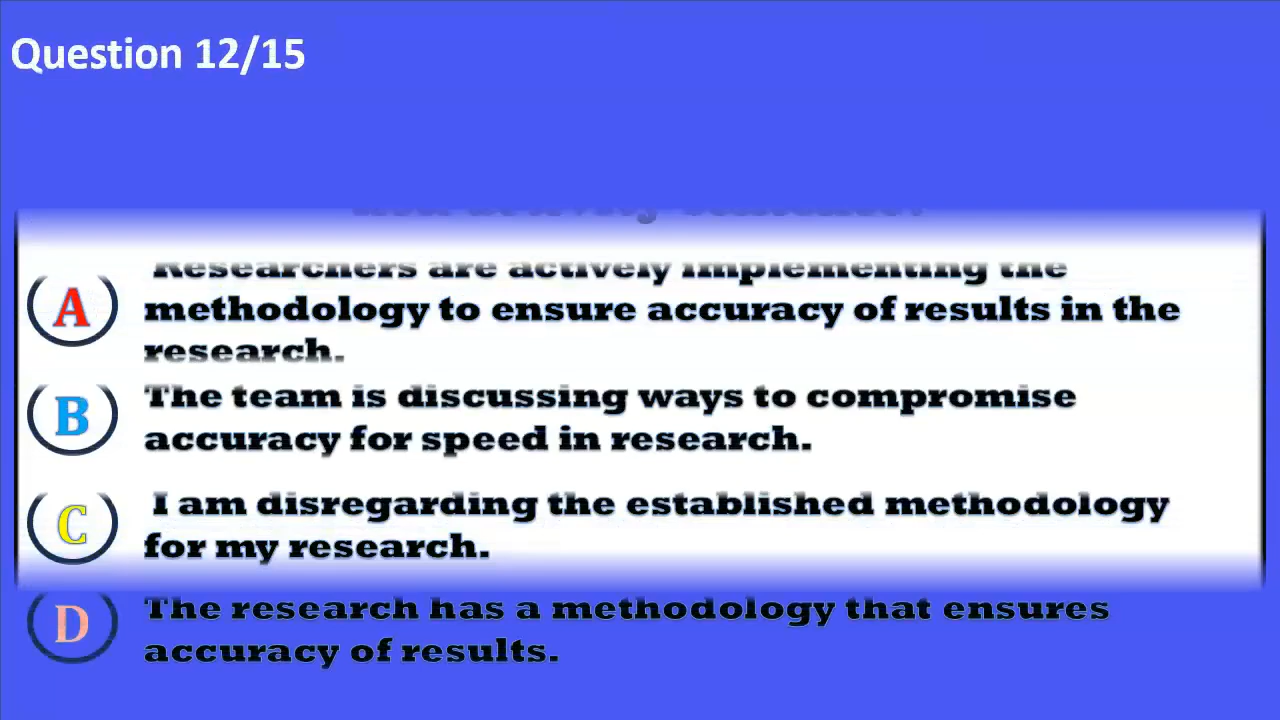 Question 12/15
A
Researchers are actively implementing the
methodology to ensure accuracy of results in the
research.
B
The team is discussing ways to compromise
accuracy for speed in research.
C
I am disregarding the established methodology
for my research.
D
The research has a methodology that ensures
accuracy of results.